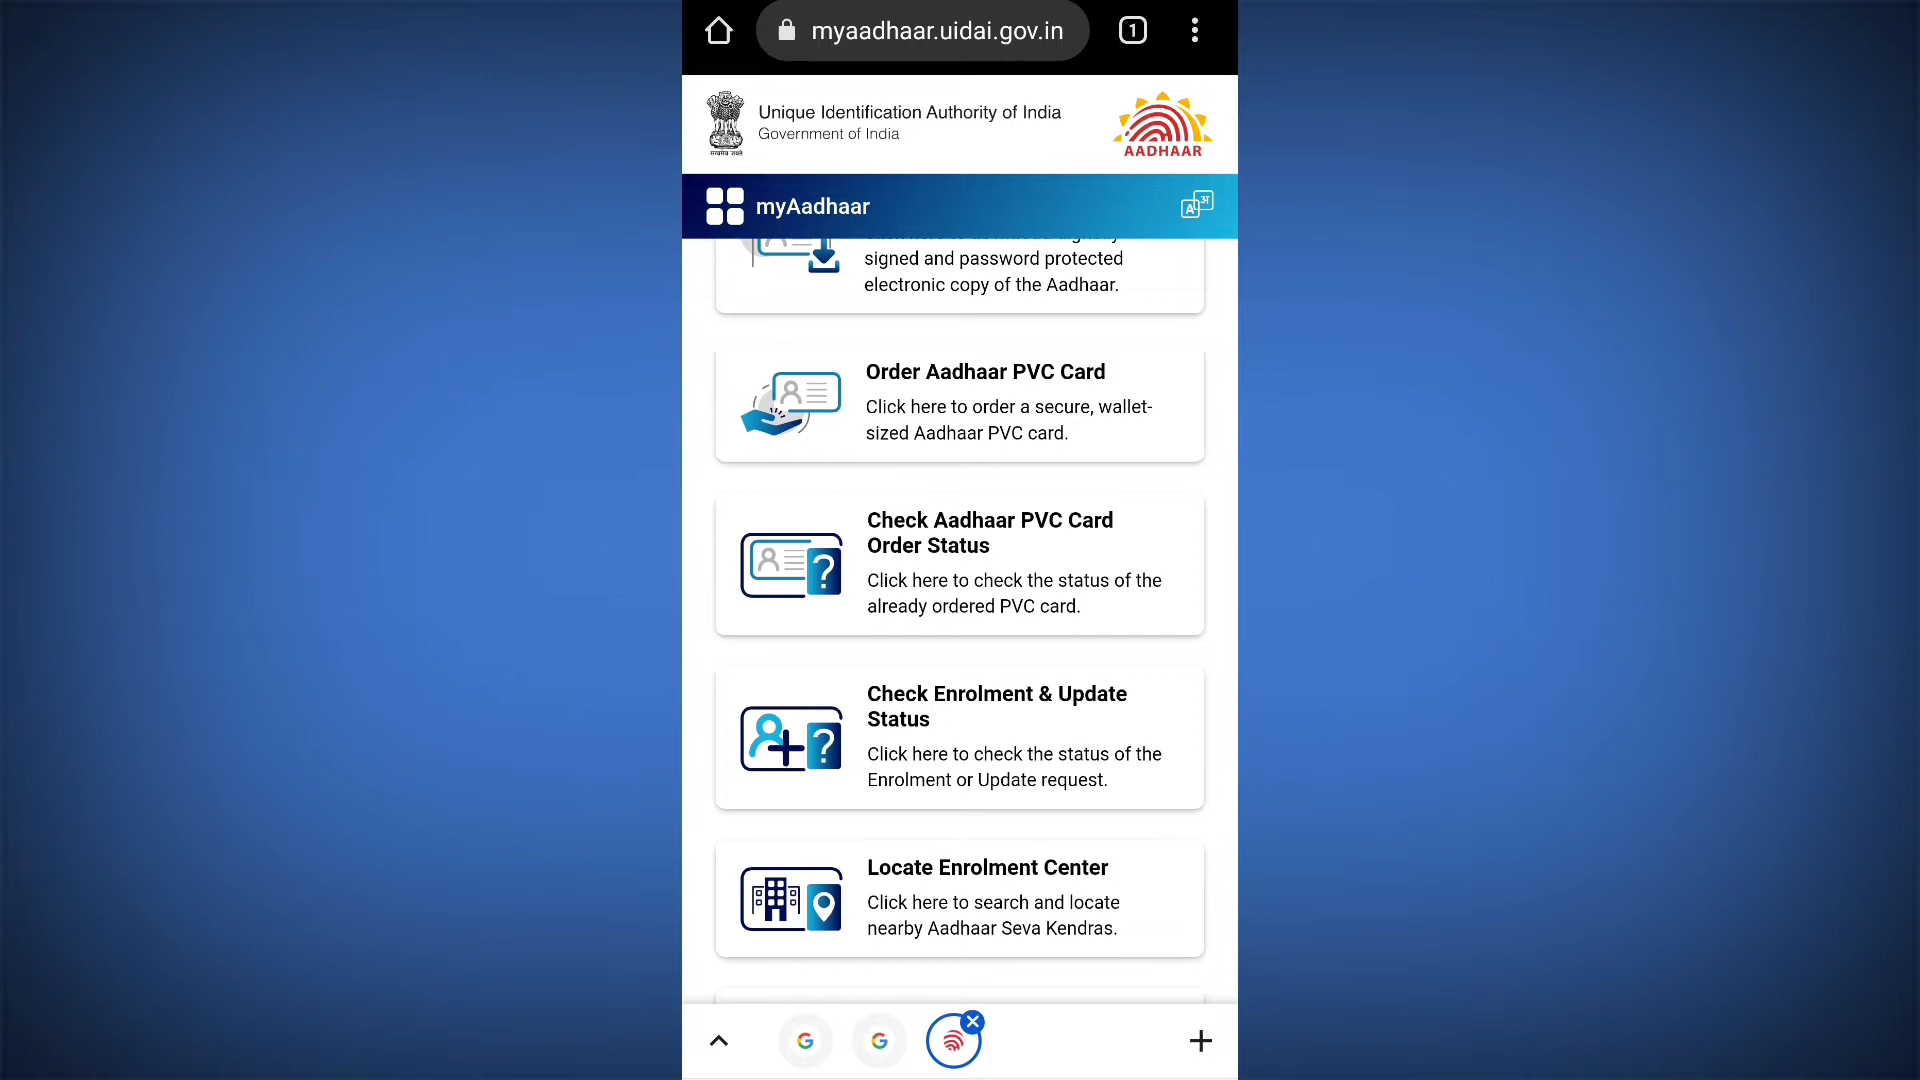 myaadhaar.uidai.gov.in
1
Unique Identification Authority of India
Government of India
सत्यमेव जयते
AADHAAR
myAadhaar
A अ
signed and password protected
electronic copy of the Aadhaar.
Order Aadhaar PVC Card
Click here to order a secure, wallet-
sized Aadhaar PVC card.
Check Aadhaar PVC Card
Order Status
Click here to check the status of the
already ordered PVC card.
Check Enrolment & Update
Status
Click here to check the status of the
Enrolment or Update request.
Locate Enrolment Center
Click here to search and locate
nearby Aadhaar Seva Kendras.